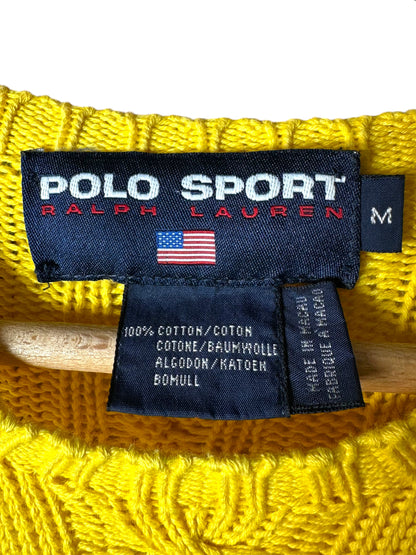 POLO SPORT
RALPH LAUREN
M
100% COTTON/COTON
COTONE/BAUMWOLLE
ALGODON/KATOEN
BOMULL
MADE IN MACAU
FABRIQUE A MACAO